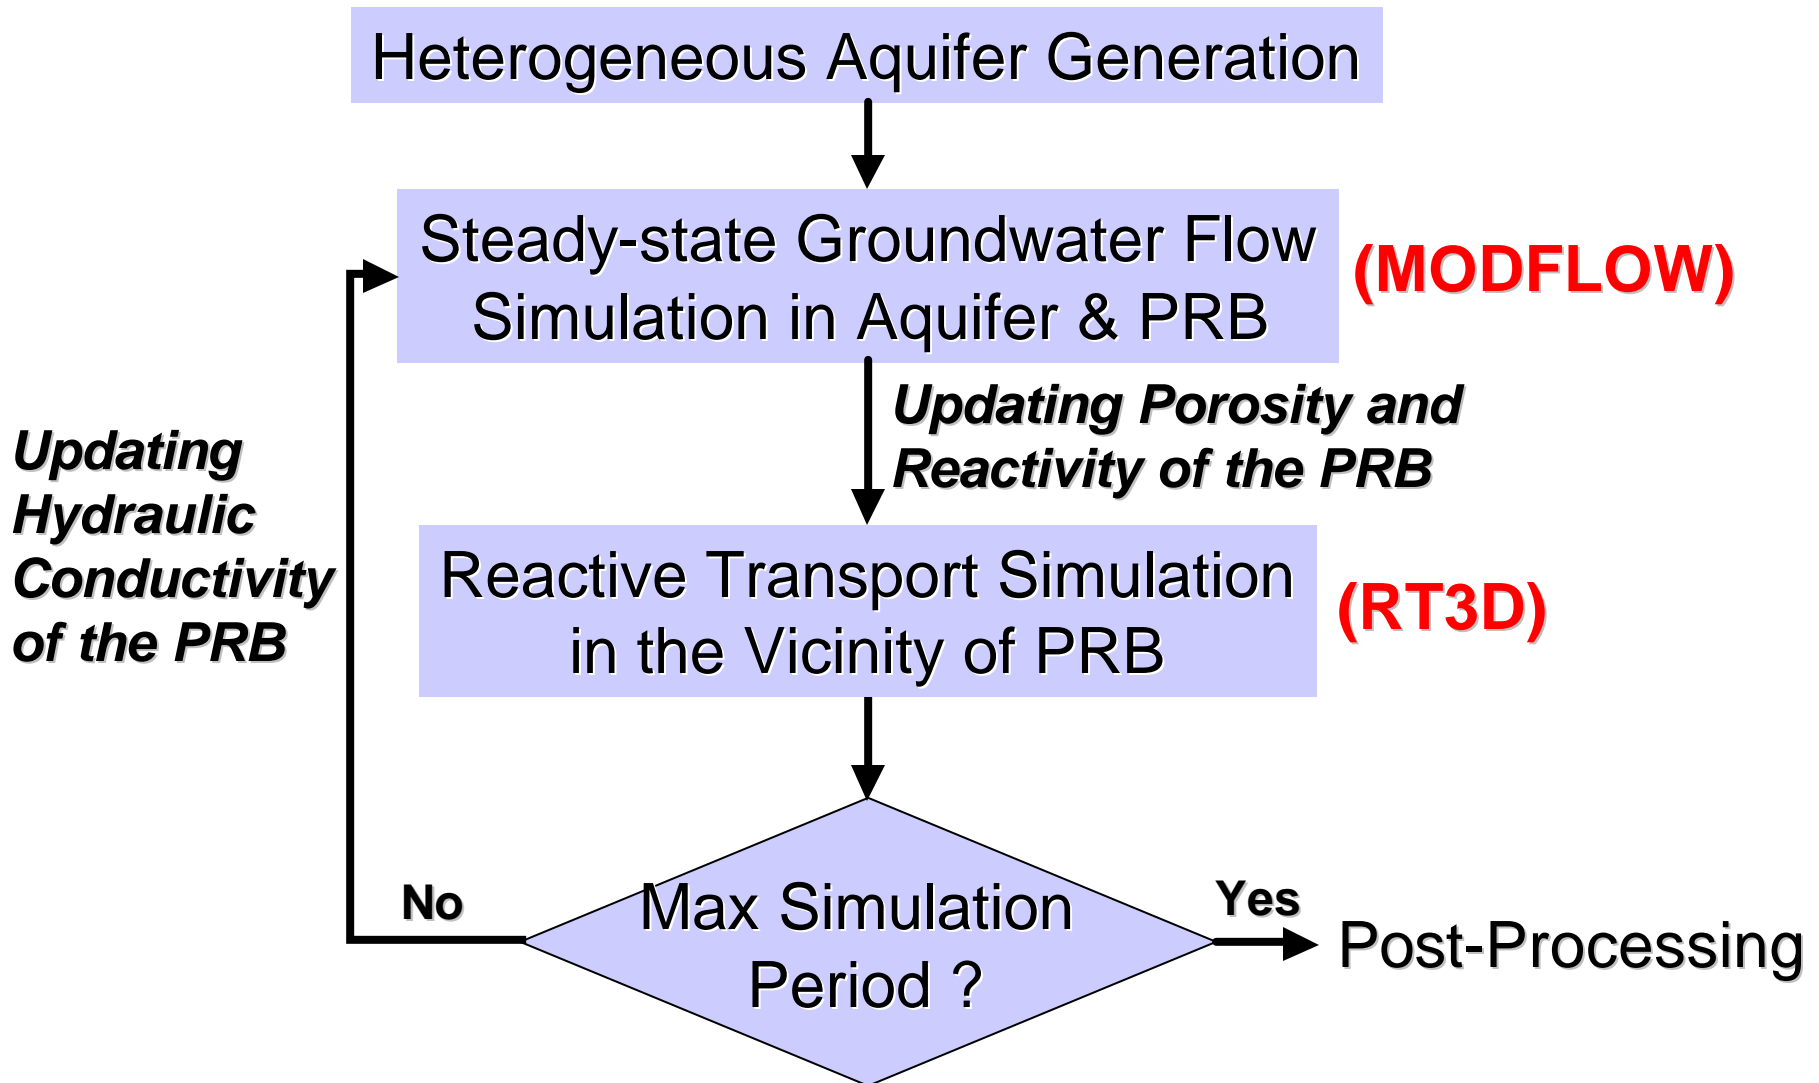 Heterogeneous Aquifer Generation
Steady-state Groundwater Flow
Simulation in Aquifer & PRB
(MODFLOW)
Updating Porosity and
Reactivity of the PRB
Updating
Hydraulic
Conductivity
of the PRB
Reactive Transport Simulation
in the Vicinity of PRB
(RT3D)
No
Max Simulation
Period ?
Yes
Post-Processing